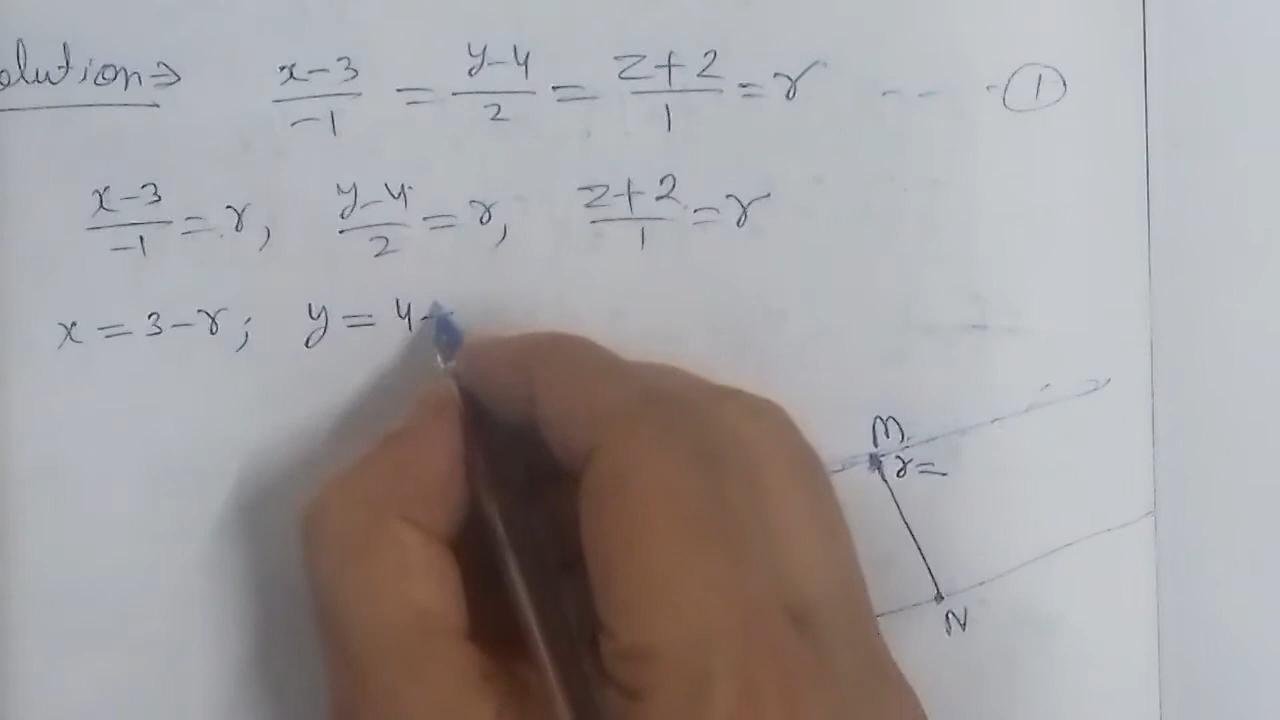 olution⇒ x-3/-1 = y-4/2 = z+2/1 = r -- - ①
x-3/-1 = r, y-4/2 = r, z+2/1 = r
x = 3-r; y = 4
M
r=
N